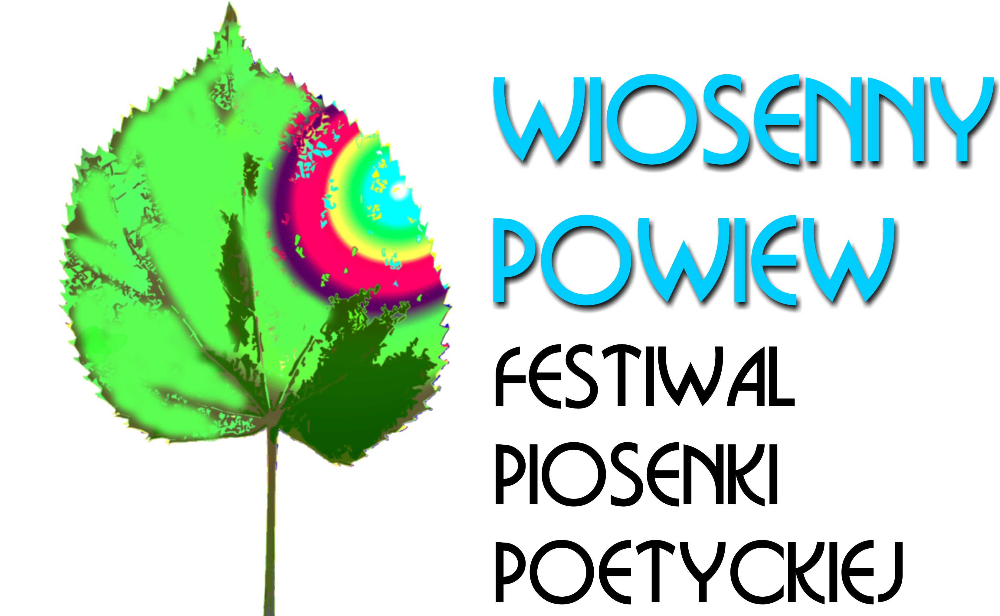 WIOSENNY
POWIEW
FESTIWAL
PIOSENKI
POETYCKIEJ